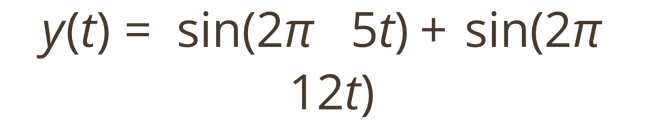 y(t) = sin(2π 5t) + sin(2π
12t)